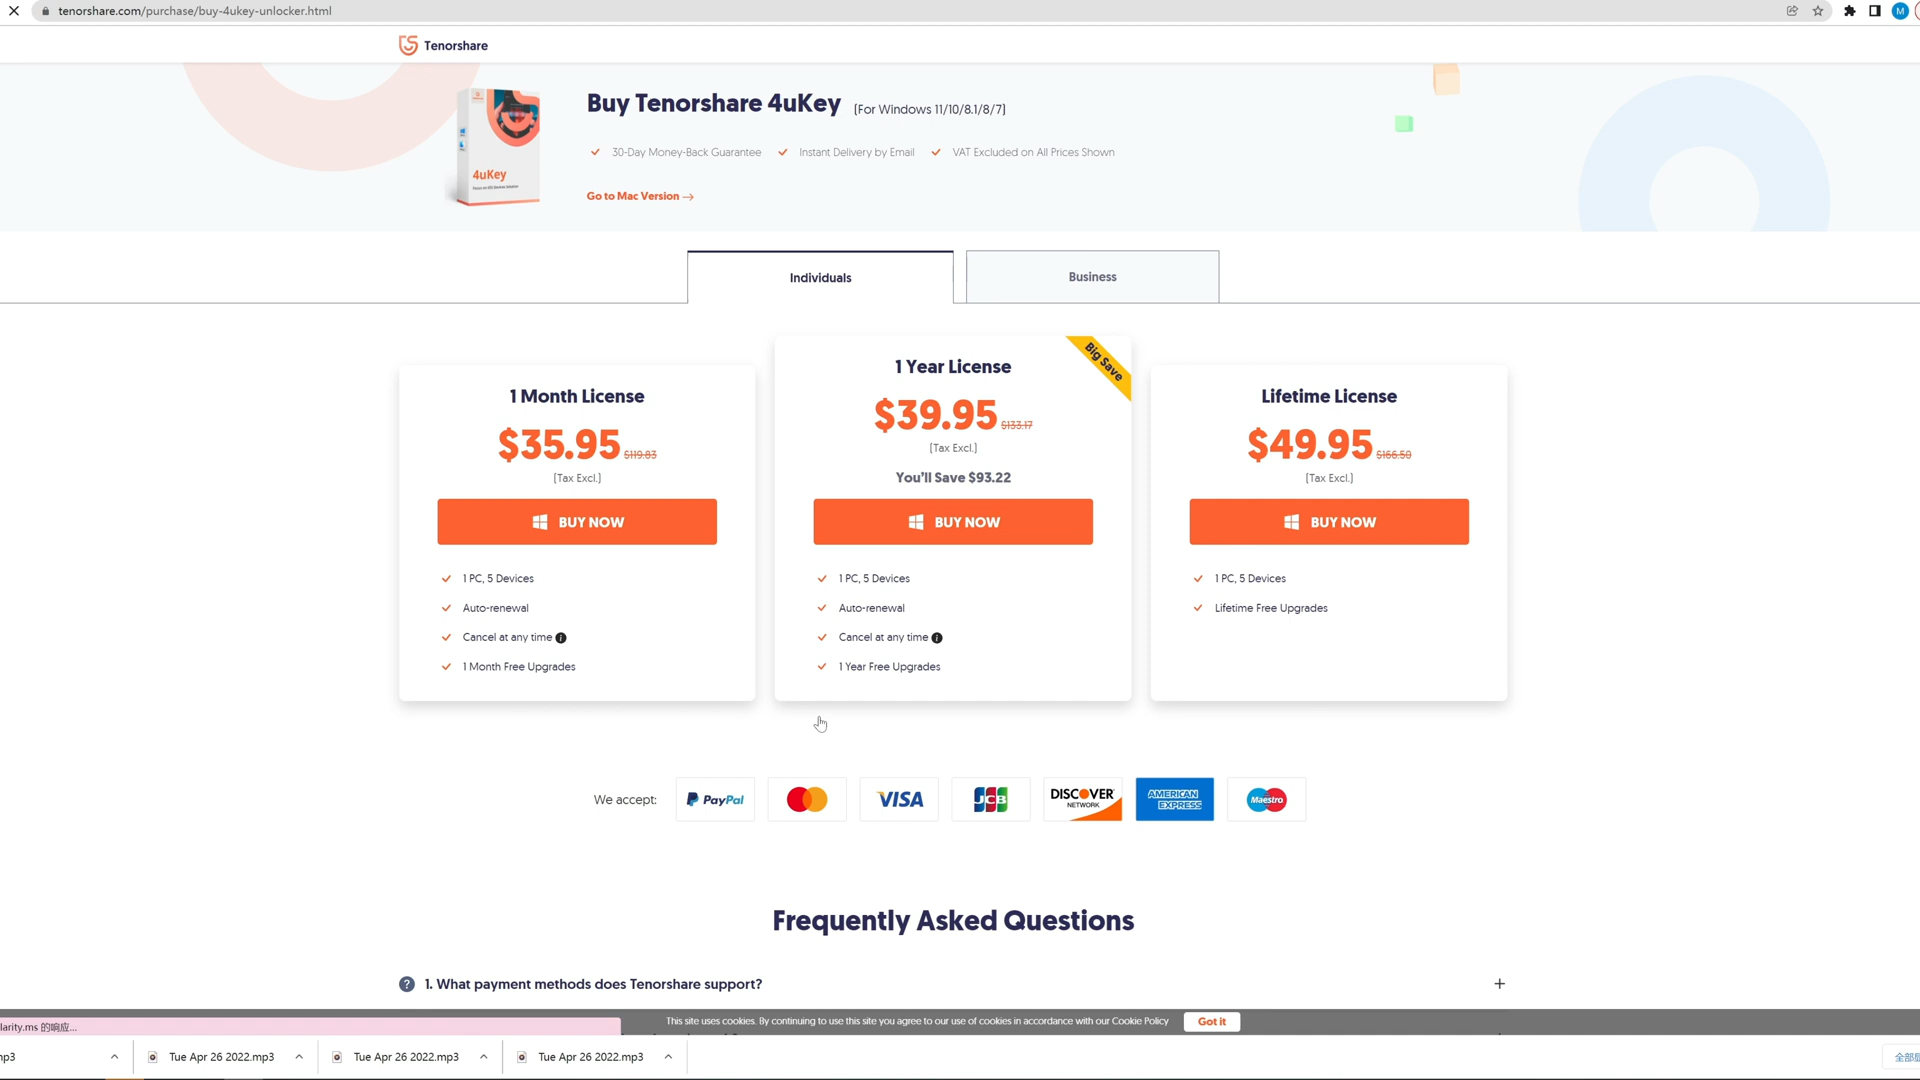 tenorshare.com/purchase/buy-4ukey-unlocker.html
M
Tenorshare
4uKey
Buy Tenorshare 4uKey (For Windows 11/10/8.1/8/7)
30-Day Money-Back Guarantee Instant Delivery by Email VAT Excluded on All Prices Shown
Go to Mac Version →
Individuals
Business
1 Month License
$35.95 $119.83
(Tax Excl.)
BUY NOW
1 PC, 5 Devices
Auto-renewal
Cancel at any time
1 Month Free Upgrades
Big Save
1 Year License
$39.95 $133.17
(Tax Excl.)
You'll Save $93.22
BUY NOW
1 PC, 5 Devices
Auto-renewal
Cancel at any time
1 Year Free Upgrades
Lifetime License
$49.95 $166.50
(Tax Excl.)
BUY NOW
1 PC, 5 Devices
Lifetime Free Upgrades
We accept: PayPal VISA JCB DISCOVER NETWORK AMERICAN EXPRESS Maestro
Frequently Asked Questions
? 1. What payment methods does Tenorshare support? +
This site uses cookies. By continuing to use this site you agree to our use of cookies in accordance with our Cookie Policy Got it
larity.ms 的响应...
mp3 Tue Apr 26 2022.mp3 Tue Apr 26 2022.mp3 Tue Apr 26 2022.mp3 全部